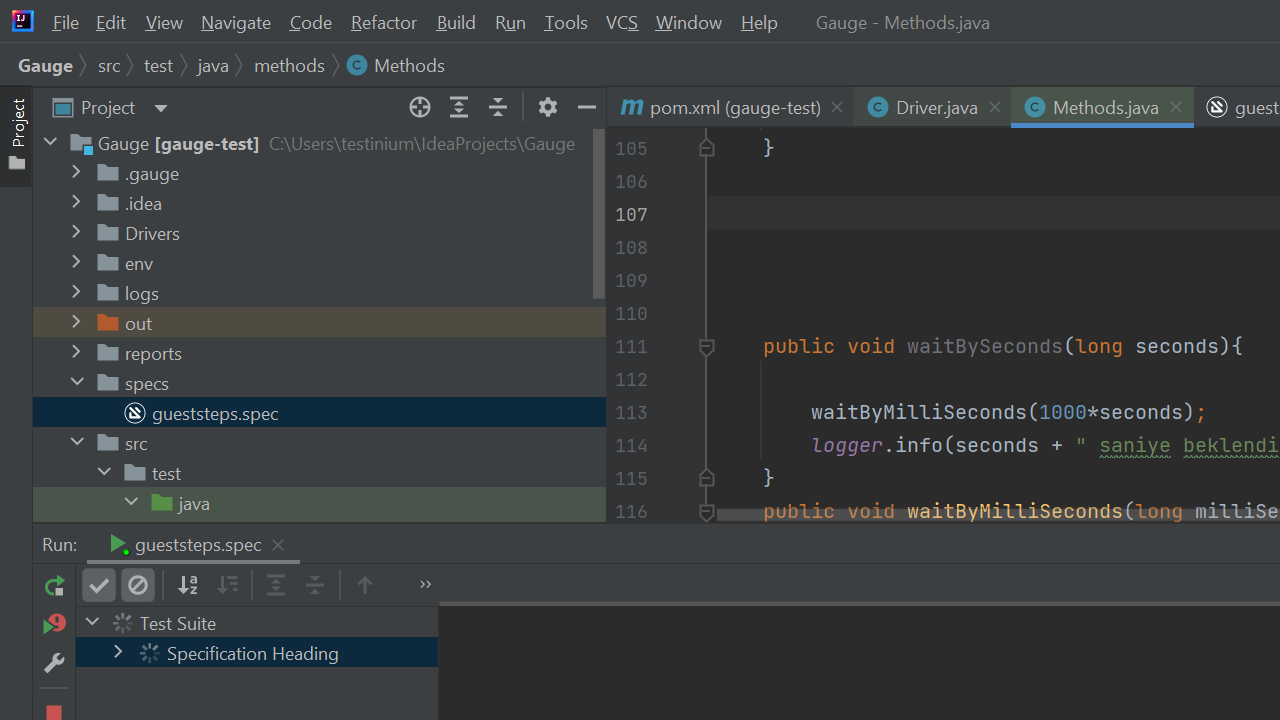 File Edit View Navigate Code Refactor Build Run Tools VCS Window Help Gauge - Methods.java
Gauge src test java methods C Methods
Project
Project
m pom.xml (gauge-test) C Driver.java C Methods.java guest
Gauge [gauge-test] C:\Users\testinium\IdeaProjects\Gauge
.gauge
.idea
Drivers
env
logs
out
reports
specs
gueststeps.spec
src
test
java
105 }
106
107
108
109
110
111 public void waitBySeconds(long seconds){
112
113 waitByMilliSeconds(1000*seconds);
114 logger.info(seconds + " saniye beklendi
115 }
116 public void waitByMilliSeconds(long milliSe
Run: gueststeps.spec
Test Suite
Specification Heading